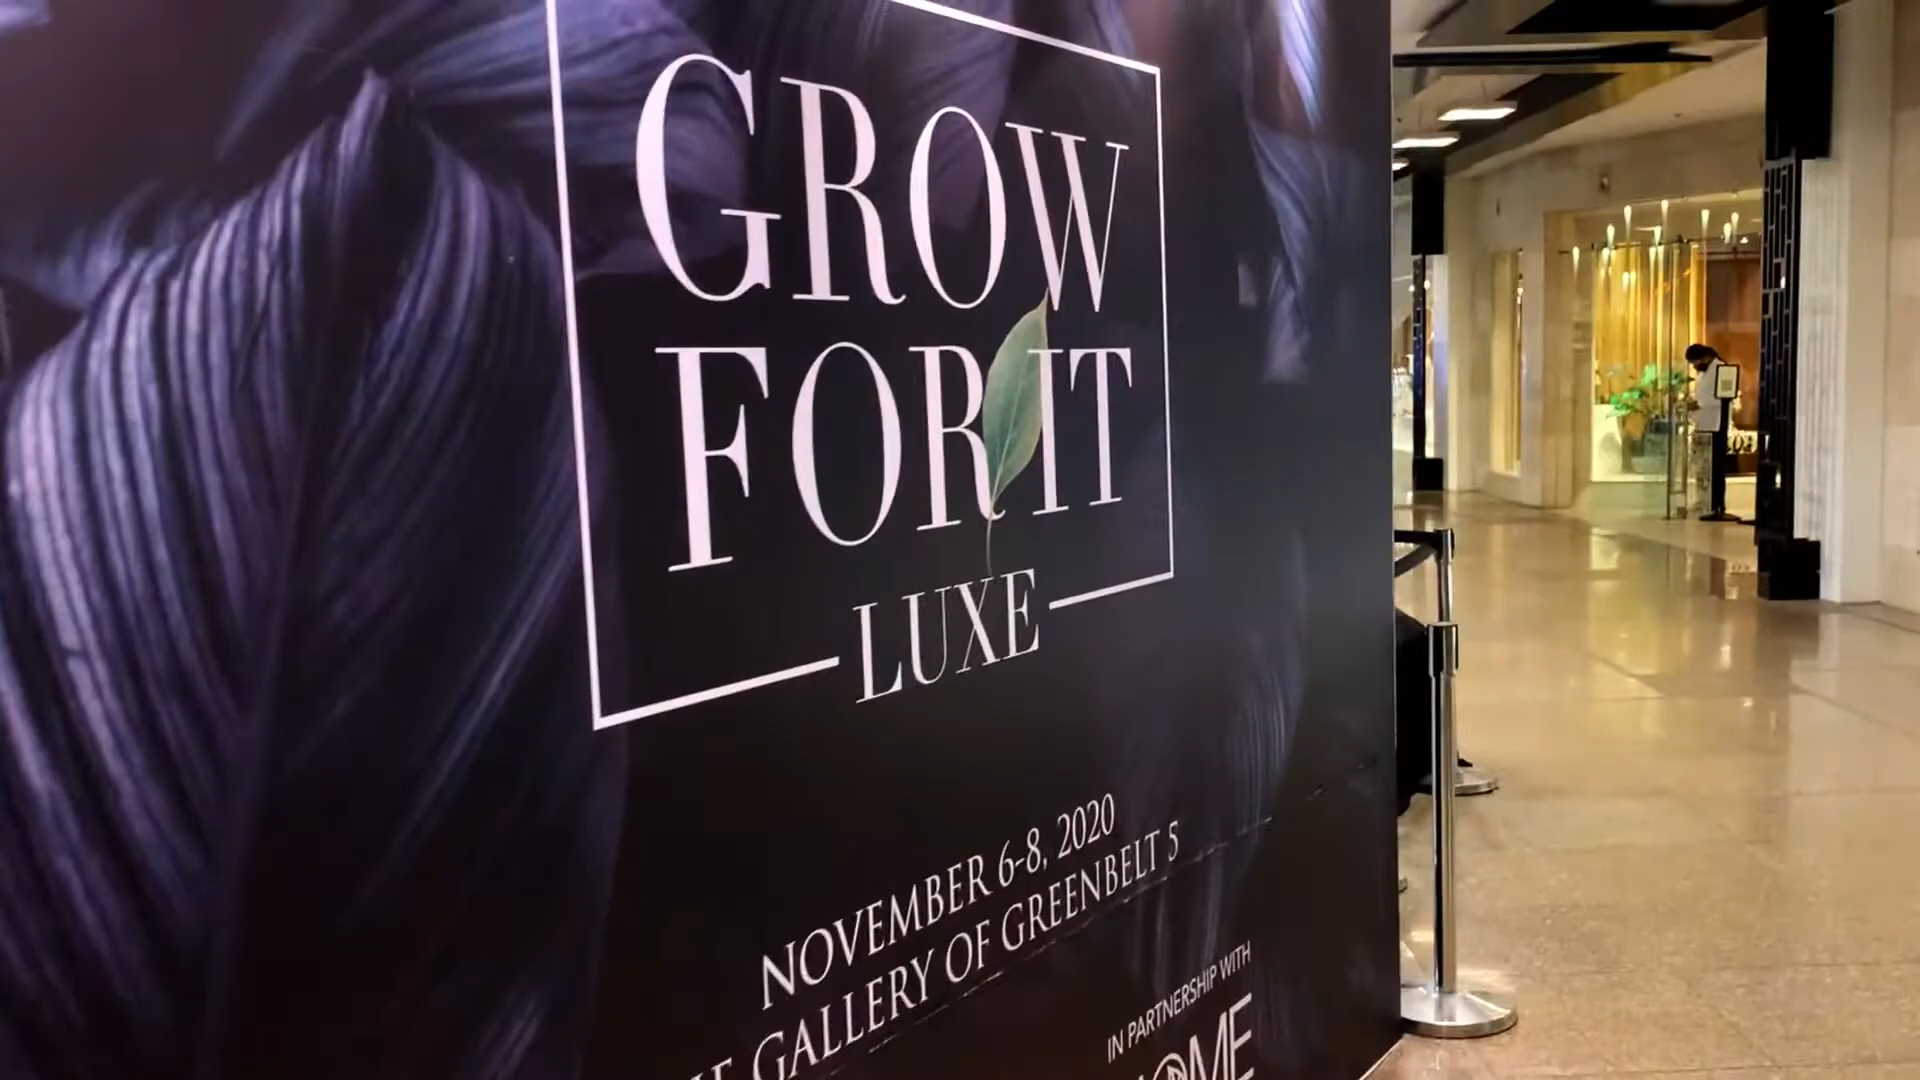 GROW
FOR IT
LUXE
NOVEMBER 6-8, 2020
GALLERY OF GREENBELT 5
IN PARTNERSHIP WITH